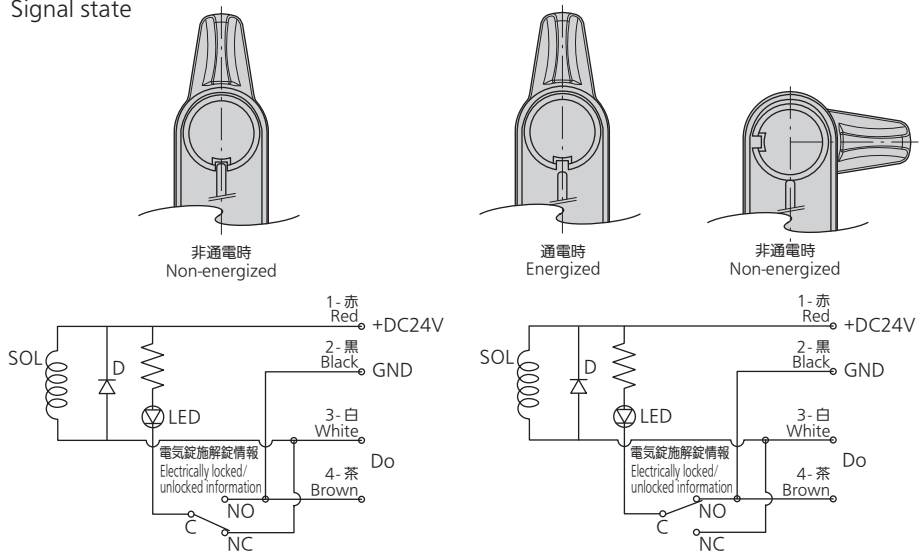 Signal state
非通電時
Non-energized
通電時
Energized
非通電時
Non-energized
1-赤
Red
+DC24V
2-黒
Black
GND
SOL
D
LED
3-白
White
電気錠施解錠情報
Electrically locked/
unlocked information
Do
4-茶
Brown
NO
C
NC
1-赤
Red
+DC24V
2-黒
Black
GND
SOL
D
LED
3-白
White
電気錠施解錠情報
Electrically locked/
unlocked information
Do
4-茶
Brown
NO
C
NC